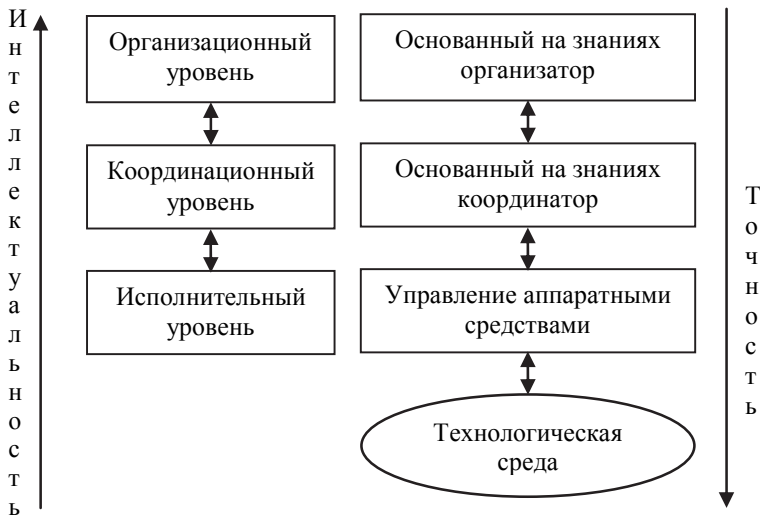 Интеллектуальность
Организационный
уровень
Координационный
уровень
Исполнительный
уровень
Основанный на знаниях
организатор
Основанный на знаниях
координатор
Управление аппаратными
средствами
Технологическая
среда
Точность